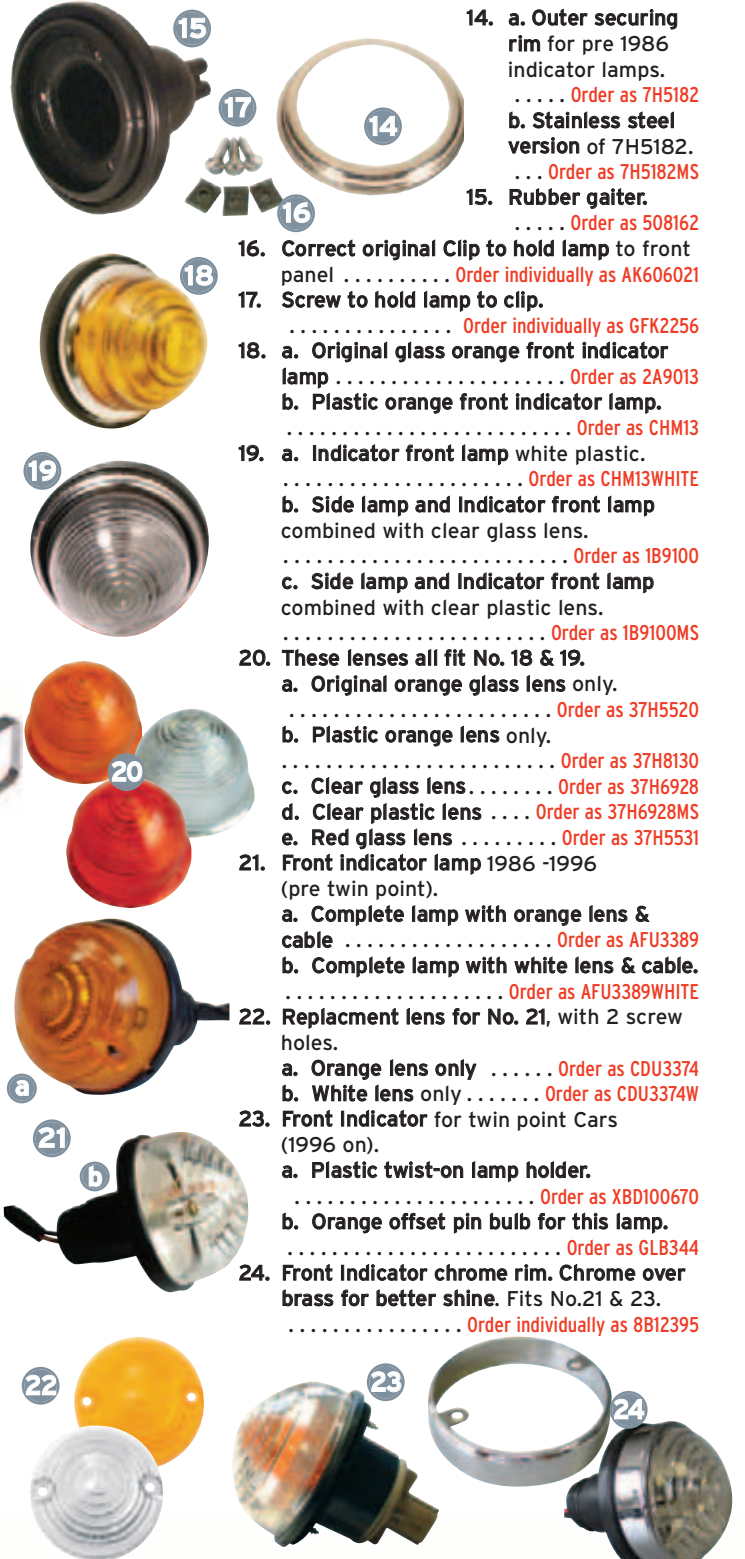 14. a. Outer securing
rim for pre 1986
indicator lamps.
. . . . . Order as 7H5182
b. Stainless steel
version of 7H5182.
. . . Order as 7H5182MS
15. Rubber gaiter.
. . . . . Order as 508162
16. Correct original Clip to hold lamp to front
panel . . . . . . . . . . Order individually as AK606021
17. Screw to hold lamp to clip.
. . . . . . . . . . . . . . . Order individually as GFK2256
18. a. Original glass orange front indicator
lamp . . . . . . . . . . . . . . . . . . . . . Order as 2A9013
b. Plastic orange front indicator lamp.
. . . . . . . . . . . . . . . . . . . . . . . . . . Order as CHM13
19. a. Indicator front lamp white plastic.
. . . . . . . . . . . . . . . . . . . . . . Order as CHM13WHITE
b. Side lamp and Indicator front lamp
combined with clear glass lens.
. . . . . . . . . . . . . . . . . . . . . . . . . . Order as 1B9100
c. Side lamp and Indicator front lamp
combined with clear plastic lens.
. . . . . . . . . . . . . . . . . . . . . . . . Order as 1B9100MS
20. These lenses all fit No. 18 & 19.
a. Original orange glass lens only.
. . . . . . . . . . . . . . . . . . . . . . . . Order as 37H5520
b. Plastic orange lens only.
. . . . . . . . . . . . . . . . . . . . . . . . . Order as 37H8130
c. Clear glass lens . . . . . . . . Order as 37H6928
d. Clear plastic lens . . . . Order as 37H6928MS
e. Red glass lens . . . . . . . . . Order as 37H5531
21. Front indicator lamp 1986 -1996
(pre twin point).
a. Complete lamp with orange lens &
cable . . . . . . . . . . . . . . . . . . . Order as AFU3389
b. Complete lamp with white lens & cable.
. . . . . . . . . . . . . . . . . . . . Order as AFU3389WHITE
22. Replacment lens for No. 21, with 2 screw
holes.
a. Orange lens only . . . . . . Order as CDU3374
b. White lens only . . . . . . . Order as CDU3374W
23. Front Indicator for twin point Cars
(1996 on).
a. Plastic twist-on lamp holder.
. . . . . . . . . . . . . . . . . . . . . . Order as XBD100670
b. Orange offset pin bulb for this lamp.
. . . . . . . . . . . . . . . . . . . . . . . . . Order as GLB344
24. Front Indicator chrome rim. Chrome over
brass for better shine. Fits No.21 & 23.
. . . . . . . . . . . . . . . . Order individually as 8B12395
15
17
14
16
18
19
20
a
21
b
22
23
24